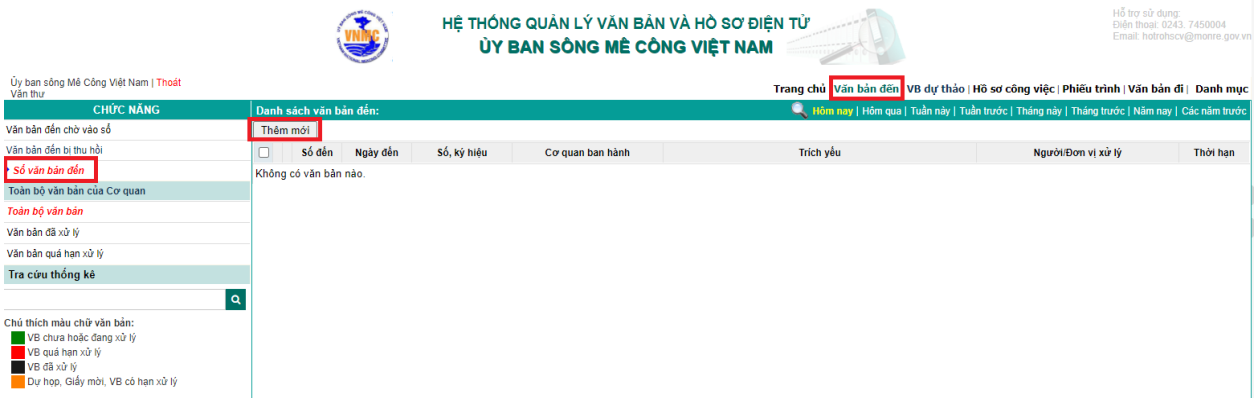 VNMC
HỆ THỐNG QUẢN LÝ VĂN BẢN VÀ HỒ SƠ ĐIỆN TỬ
ỦY BAN SÔNG MÊ CÔNG VIỆT NAM
Hỗ trợ sử dụng:
Điện thoại: 0243. 7450004
Email: hotrohscv@monre.gov.vn
Ủy ban sông Mê Công Việt Nam | Thoát
Văn thư
Trang chủ | Văn bản đến | VB dự thảo | Hồ sơ công việc | Phiếu trình | Văn bản đi | Danh mục
CHỨC NĂNG
Danh sách văn bản đến:
Hôm nay | Hôm qua | Tuần này | Tuần trước | Tháng này | Tháng trước | Năm nay | Các năm trước
Văn bản đến chờ vào sổ
Thêm mới
Văn bản đến bị thu hồi
Số đến Ngày đến Số, ký hiệu Cơ quan ban hành Trích yếu Người/Đơn vị xử lý Thời hạn
Sổ văn bản đến
Không có văn bản nào.
Toàn bộ văn bản của Cơ quan
Toàn bộ văn bản
Văn bản đã xử lý
Văn bản quá hạn xử lý
Tra cứu thống kê
Chú thích màu chữ văn bản:
VB chưa hoặc đang xử lý
VB quá hạn xử lý
VB đã xử lý
Dự họp, Giấy mời, VB có hạn xử lý